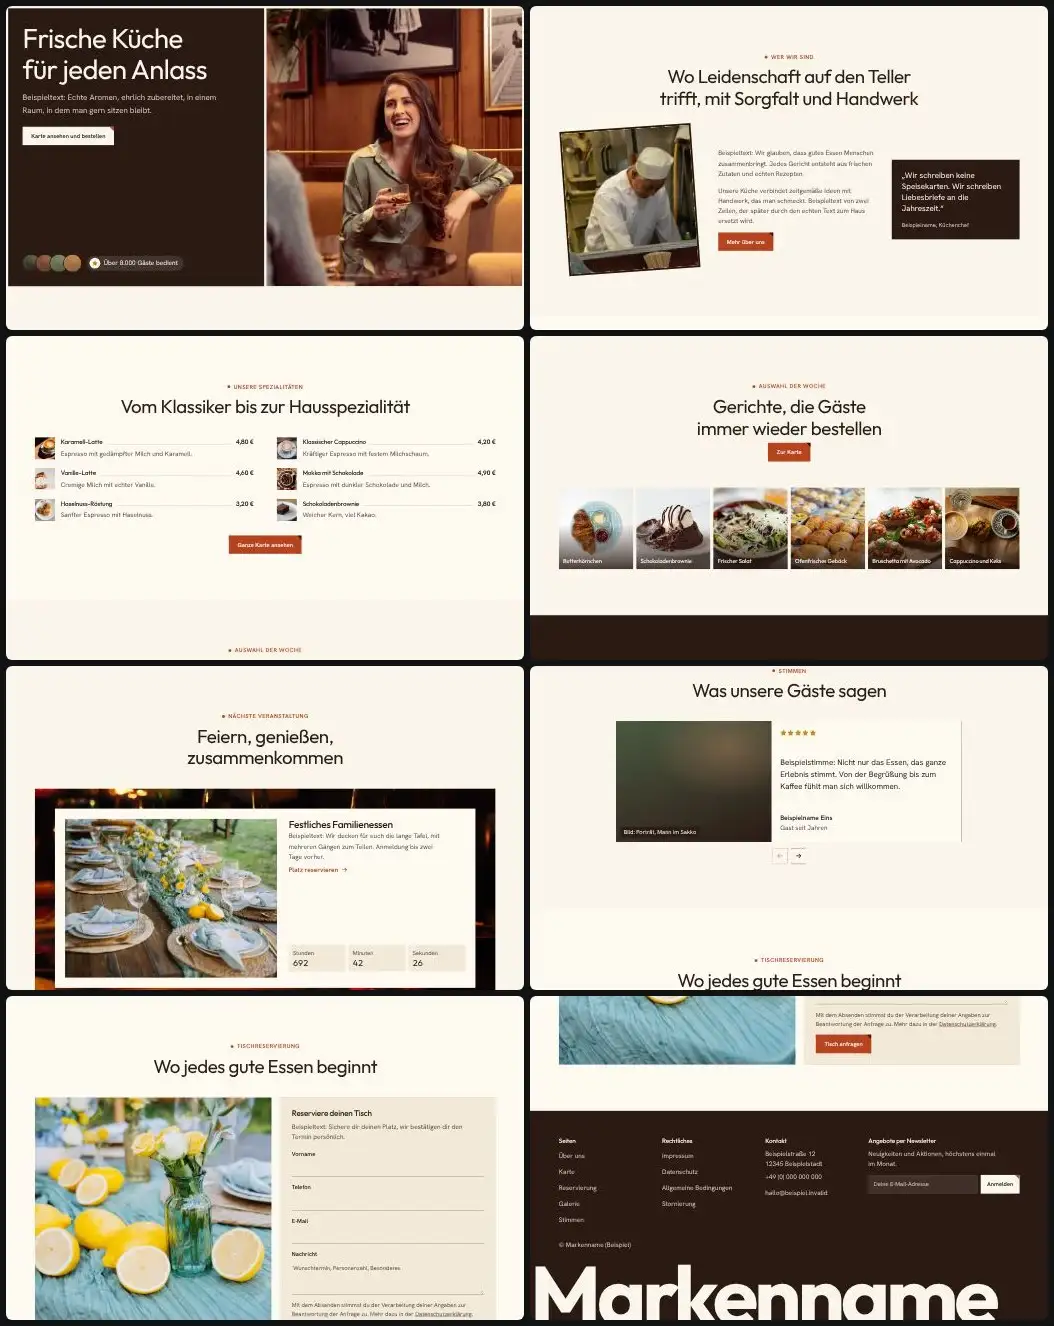 Frische Küche
für jeden Anlass
Beispieltext: Echte Aromen, ehrlich zubereitet, in einem
Raum, in dem man gern sitzen bleibt.
Karte ansehen und bestellen
Über 8.000 Gäste bedient
WER WIR SIND
Wo Leidenschaft auf den Teller
trifft, mit Sorgfalt und Handwerk
Beispieltext: Wir glauben, dass gutes Essen Menschen
zusammenbringt. Jedes Gericht entsteht aus frischen
Zutaten und echten Rezepten.
Unsere Küche verbindet zeitgemäße Ideen mit
Handwerk, das man schmeckt. Beispieltext von zwei
Zeilen, der später durch den echten Text zum Haus
ersetzt wird.
Mehr über uns
„Wir schreiben keine
Speisekarten. Wir schreiben
Liebesbriefe an die
Jahreszeit.“
Beispielname, Küchenchef
UNSERE SPEZIALITÄTEN
Vom Klassiker bis zur Hausspezialität
Karamell-Latte 4,80 €
Espresso mit gedämpfter Milch und Karamell.
Vanille-Latte 4,60 €
Cremige Milch mit echter Vanille.
Haselnuss-Röstung 3,20 €
Sanfter Espresso mit Haselnuss.
Klassischer Cappuccino 4,20 €
Kräftiger Espresso mit festem Milchschaum.
Mokka mit Schokolade 4,90 €
Espresso mit dunkler Schokolade und Milch.
Schokoladenbrownie 3,80 €
Weicher Kern, viel Kakao.
Ganze Karte ansehen
AUSWAHL DER WOCHE
AUSWAHL DER WOCHE
Gerichte, die Gäste
immer wieder bestellen
Zur Karte
Butterhörnchen
Schokoladenbrownie
Frischer Salat
Ofenfrisches Gebäck
Bruschetta mit Avocado
Cappuccino und Keks
NÄCHSTE VERANSTALTUNG
Feiern, genießen,
zusammenkommen
Festliches Familienessen
Beispieltext: Wir decken für euch die lange Tafel, mit
mehreren Gängen zum Teilen. Anmeldung bis zwei
Tage vorher.
Platz reservieren →
Stunden
692
Minuten
42
Sekunden
26
STIMMEN
Was unsere Gäste sagen
Bild: Porträt, Mann im Sakko
Beispielstimme: Nicht nur das Essen, das ganze
Erlebnis stimmt. Von der Begrüßung bis zum
Kaffee fühlt man sich willkommen.
Beispielname Eins
Gast seit Jahren
TISCHRESERVIERUNG
Wo jedes gute Essen beginnt
TISCHRESERVIERUNG
Wo jedes gute Essen beginnt
Reserviere deinen Tisch
Beispieltext: Sichere dir deinen Platz, wir bestätigen dir den
Termin persönlich.
Vorname
Telefon
E-Mail
Nachricht
Wunschtermin, Personenzahl, Besonderes
Mit dem Absenden stimmst du der Verarbeitung deiner Angaben zur
Beantwortung der Anfrage zu. Mehr dazu in der Datenschutzerklärung.
Mit dem Absenden stimmst du der Verarbeitung deiner Angaben zur
Beantwortung der Anfrage zu. Mehr dazu in der Datenschutzerklärung.
Tisch anfragen
Seiten
Über uns
Karte
Reservierung
Galerie
Stimmen
Rechtliches
Impressum
Datenschutz
Allgemeine Bedingungen
Stornierung
Kontakt
Beispielstraße 12
12345 Beispielstadt
+49 (0) 000 000 000
hallo@beispiel.invalid
Angebote per Newsletter
Neuigkeiten und Aktionen, höchstens einmal
im Monat.
Deine E-Mail-Adresse
Anmelden
© Markenname (Beispiel)
Markenname